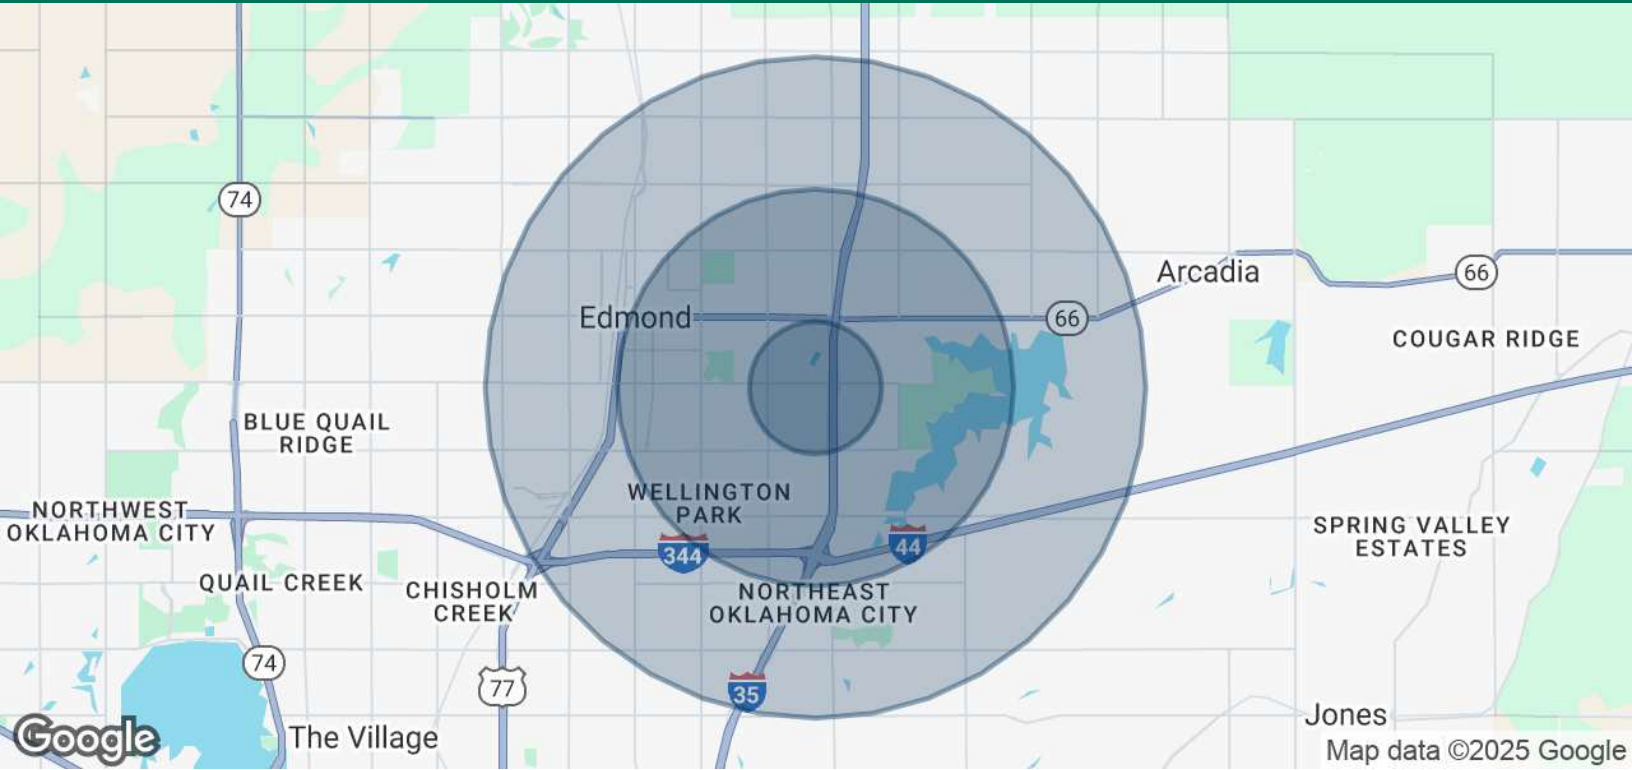 74
Edmond
66
Arcadia
66
COUGAR RIDGE
BLUE QUAIL
RIDGE
WELLINGTON
PARK
NORTHWEST
OKLAHOMA CITY
344
44
SPRING VALLEY
ESTATES
QUAIL CREEK
CHISHOLM
CREEK
NORTHEAST
OKLAHOMA CITY
74
77
35
Jones
Google
The Village
Map data ©2025 Google